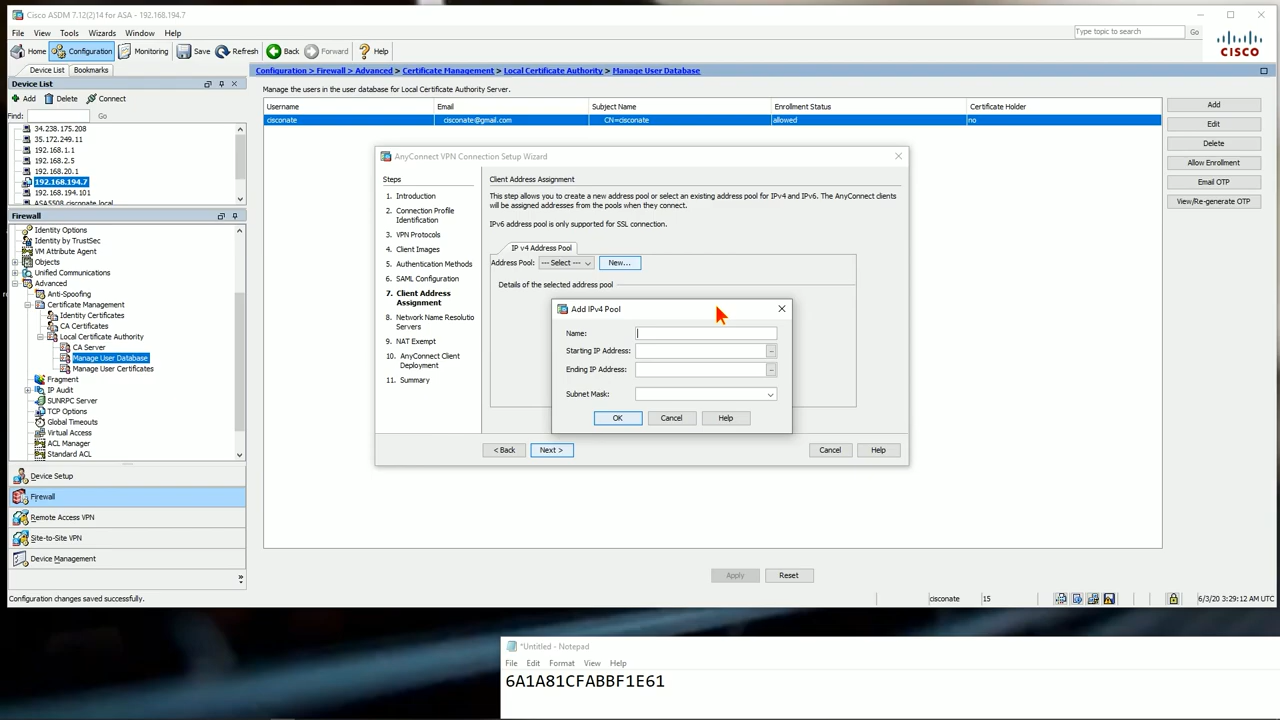 Cisco ASDM 7.12(2)14 for ASA - 192.168.194.7
File View Tools Wizards Window Help
Type topic to search Go
Home Configuration Monitoring Save Refresh Back Forward Help
CISCO
Device List Bookmarks
Device List
Add Delete Connect
Find: Go
34.238.175.208
35.172.249.11
192.168.1.1
192.168.2.5
192.168.20.1
192.168.194.7
192.168.194.101
ASA5508.cisconate.local
Firewall
Identity Options
Identity by TrustSec
VM Attribute Agent
Objects
Unified Communications
Advanced
Anti-Spoofing
Certificate Management
Identity Certificates
CA Certificates
Local Certificate Authority
CA Server
Manage User Database
Manage User Certificates
Fragment
IP Audit
SUNRPC Server
TCP Options
Global Timeouts
Virtual Access
ACL Manager
Standard ACL
Device Setup
Firewall
Remote Access VPN
Site-to-Site VPN
Device Management
Configuration > Firewall > Advanced > Certificate Management > Local Certificate Authority > Manage User Database
Manage the users in the user database for Local Certificate Authority Server.
Username Email Subject Name Enrollment Status Certificate Holder
cisconate cisconate@gmail.com CN=cisconate allowed no
Add
Edit
Delete
Allow Enrollment
Email OTP
View/Re-generate OTP
AnyConnect VPN Connection Setup Wizard
Steps
1. Introduction
2. Connection Profile
Identification
3. VPN Protocols
4. Client Images
5. Authentication Methods
6. SAML Configuration
7. Client Address
Assignment
8. Network Name Resolutio
Servers
9. NAT Exempt
10. AnyConnect Client
Deployment
11. Summary
Client Address Assignment
This step allows you to create a new address pool or select an existing address pool for IPv4 and IPv6. The AnyConnect clients
will be assigned addresses from the pools when they connect.
IPv6 address pool is only supported for SSL connection.
IP v4 Address Pool
Address Pool: --- Select --- New...
Details of the selected address pool
Add IPv4 Pool
Name:
Starting IP Address: ...
Ending IP Address: ...
Subnet Mask:
OK Cancel Help
< Back Next > Cancel Help
Apply Reset
Configuration changes saved successfully. cisconate 15 6/3/20 3:29:12 AM UTC
*Untitled - Notepad
File Edit Format View Help
6A1A81CFABBF1E61